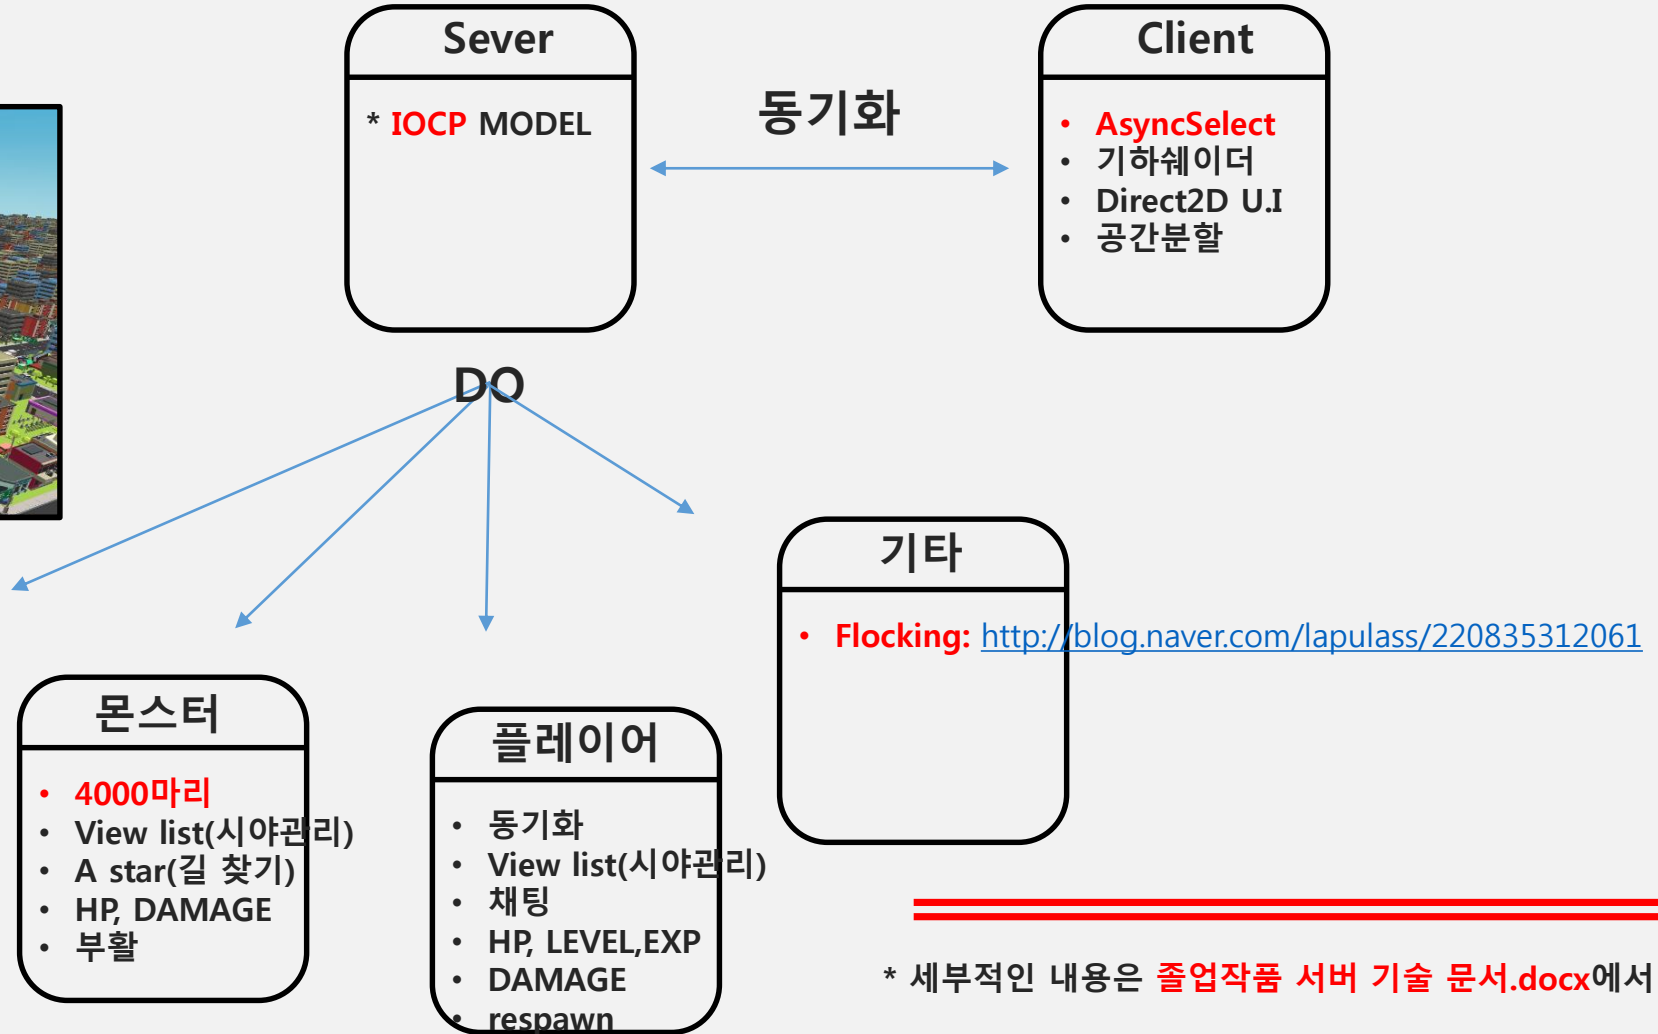 Sever
* IOCP MODEL
동기화
Client
• AsyncSelect
• 기하쉐이더
• Direct2D U.I
• 공간분할
DO
기타
• Flocking: http://blog.naver.com/lapulass/220835312061
몬스터
• 4000마리
• View list(시야관리)
• A star(길 찾기)
• HP, DAMAGE
• 부활
플레이어
• 동기화
• View list(시야관리)
• 채팅
• HP, LEVEL,EXP
• DAMAGE
• respawn
* 세부적인 내용은 졸업작품 서버 기술 문서.docx에서